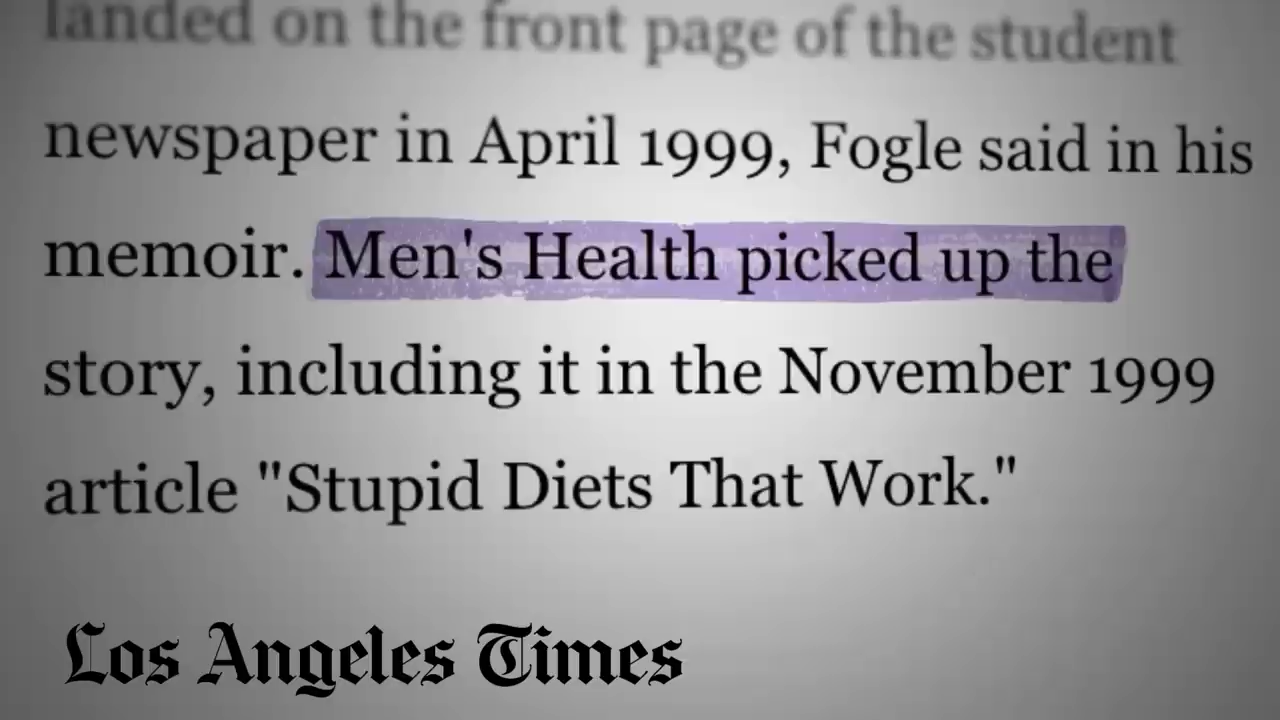 landed on the front page of the student
newspaper in April 1999, Fogle said in his
memoir. Men's Health picked up the
story, including it in the November 1999
article "Stupid Diets That Work."
Los Angeles Times